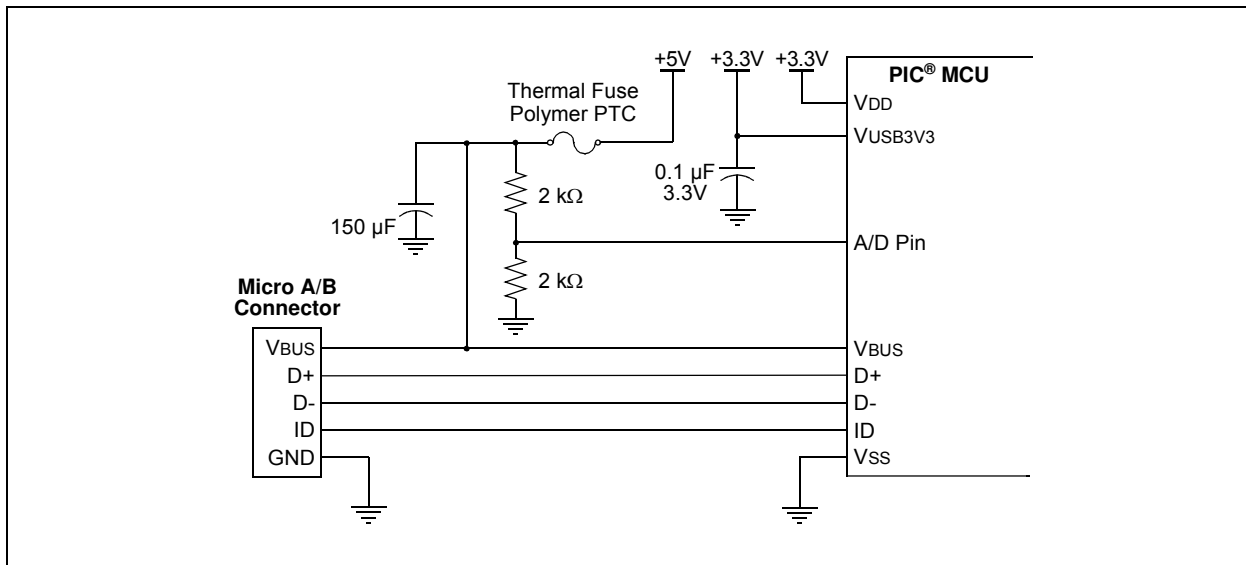 +5V
+3.3V
+3.3V
PIC® MCU
Thermal Fuse
Polymer PTC
VDD
VUSB3V3
0.1 µF
3.3V
2 kΩ
150 µF
A/D Pin
2 kΩ
Micro A/B
Connector
VBUS
VBUS
D+
D+
D-
D-
ID
ID
GND
VSS